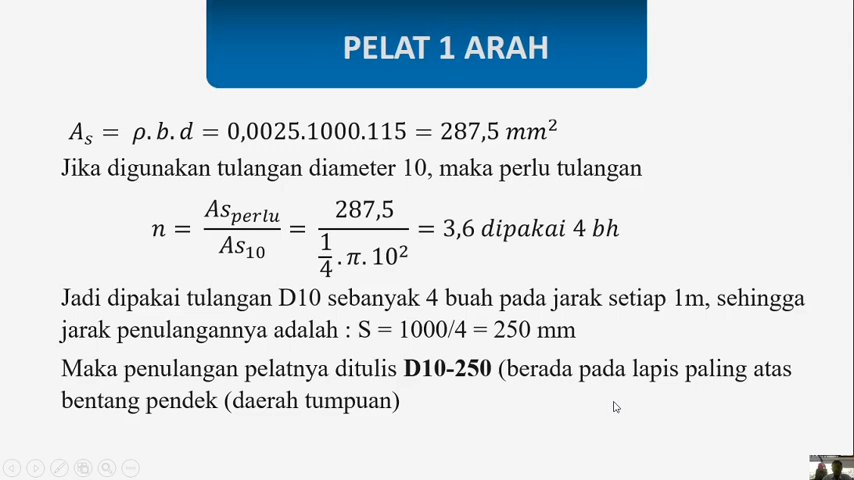 PELAT 1 ARAH
A_s = ρ.b.d = 0,0025.1000.115 = 287,5 mm²
Jika digunakan tulangan diameter 10, maka perlu tulangan
n = As_perlu / As_10 = 287,5 / (1/4 .π.10²) = 3,6 dipakai 4 bh
Jadi dipakai tulangan D10 sebanyak 4 buah pada jarak setiap 1m, sehingga
jarak penulangannya adalah : S = 1000/4 = 250 mm
Maka penulangan pelatnya ditulis D10-250 (berada pada lapis paling atas
bentang pendek (daerah tumpuan)